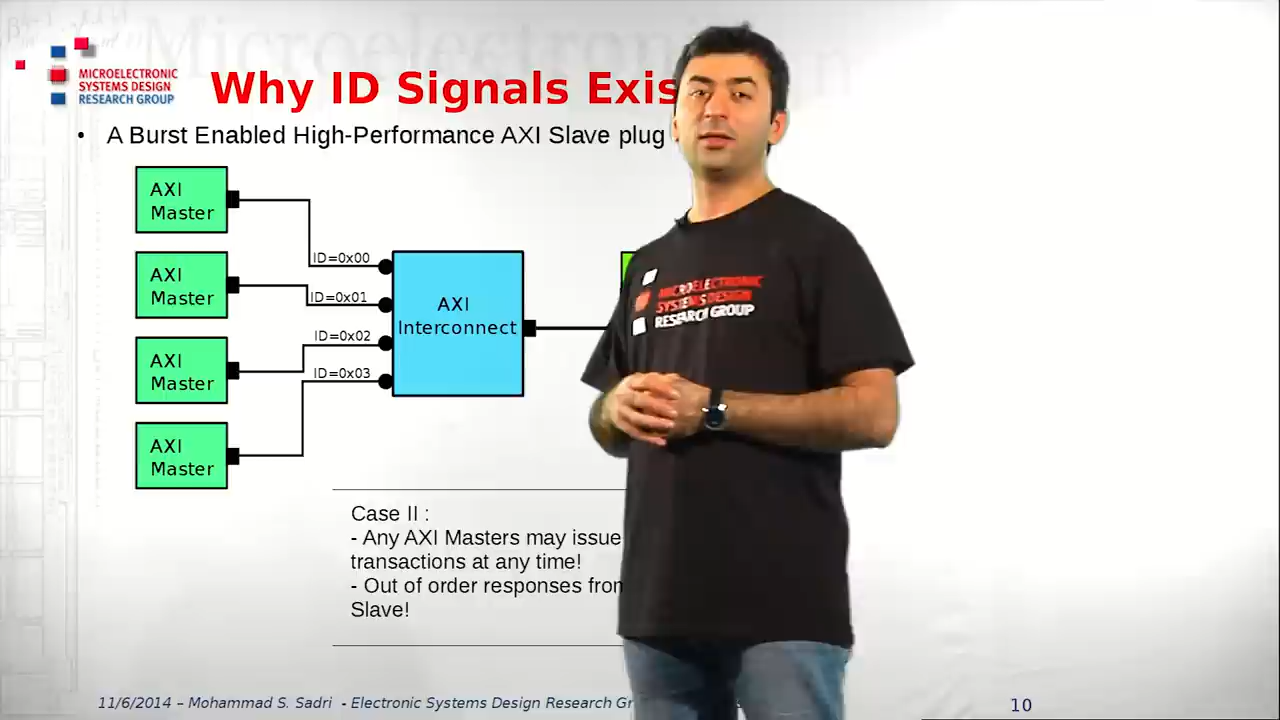 Microelectroni
MICROELECTRONIC
SYSTEMS DESIGN
RESEARCH GROUP
Why ID Signals Exis
• A Burst Enabled High-Performance AXI Slave plug
AXI
Master
AXI
Master
AXI
Master
AXI
Master
ID=0x00
ID=0x01
ID=0x02
ID=0x03
AXI
Interconnect
MICROELECTRONIC
SYSTEMS DESIGN
RESEARCH GROUP
Case II :
- Any AXI Masters may issue
transactions at any time!
- Out of order responses from
Slave!
11/6/2014 – Mohammad S. Sadri - Electronic Systems Design Research Gr
10